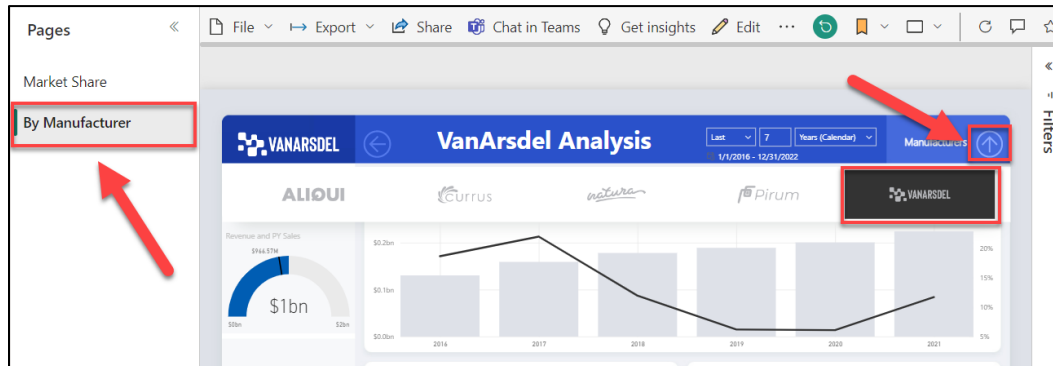 Pages
File Export Share Chat in Teams Get insights Edit
Market Share
By Manufacturer
Filters
VANARSDEL VanArsdel Analysis Last 7 Years (Calendar) Manufacturers
1/1/2016 - 12/31/2022
ALIQUI Currus natura Pirum VANARSDEL
Revenue and PY Sales
$966.57M
$1bn
$0bn $2bn
$0.2bn 20%
15%
$0.1bn
10%
$0.0bn 5%
2016 2017 2018 2019 2020 2021